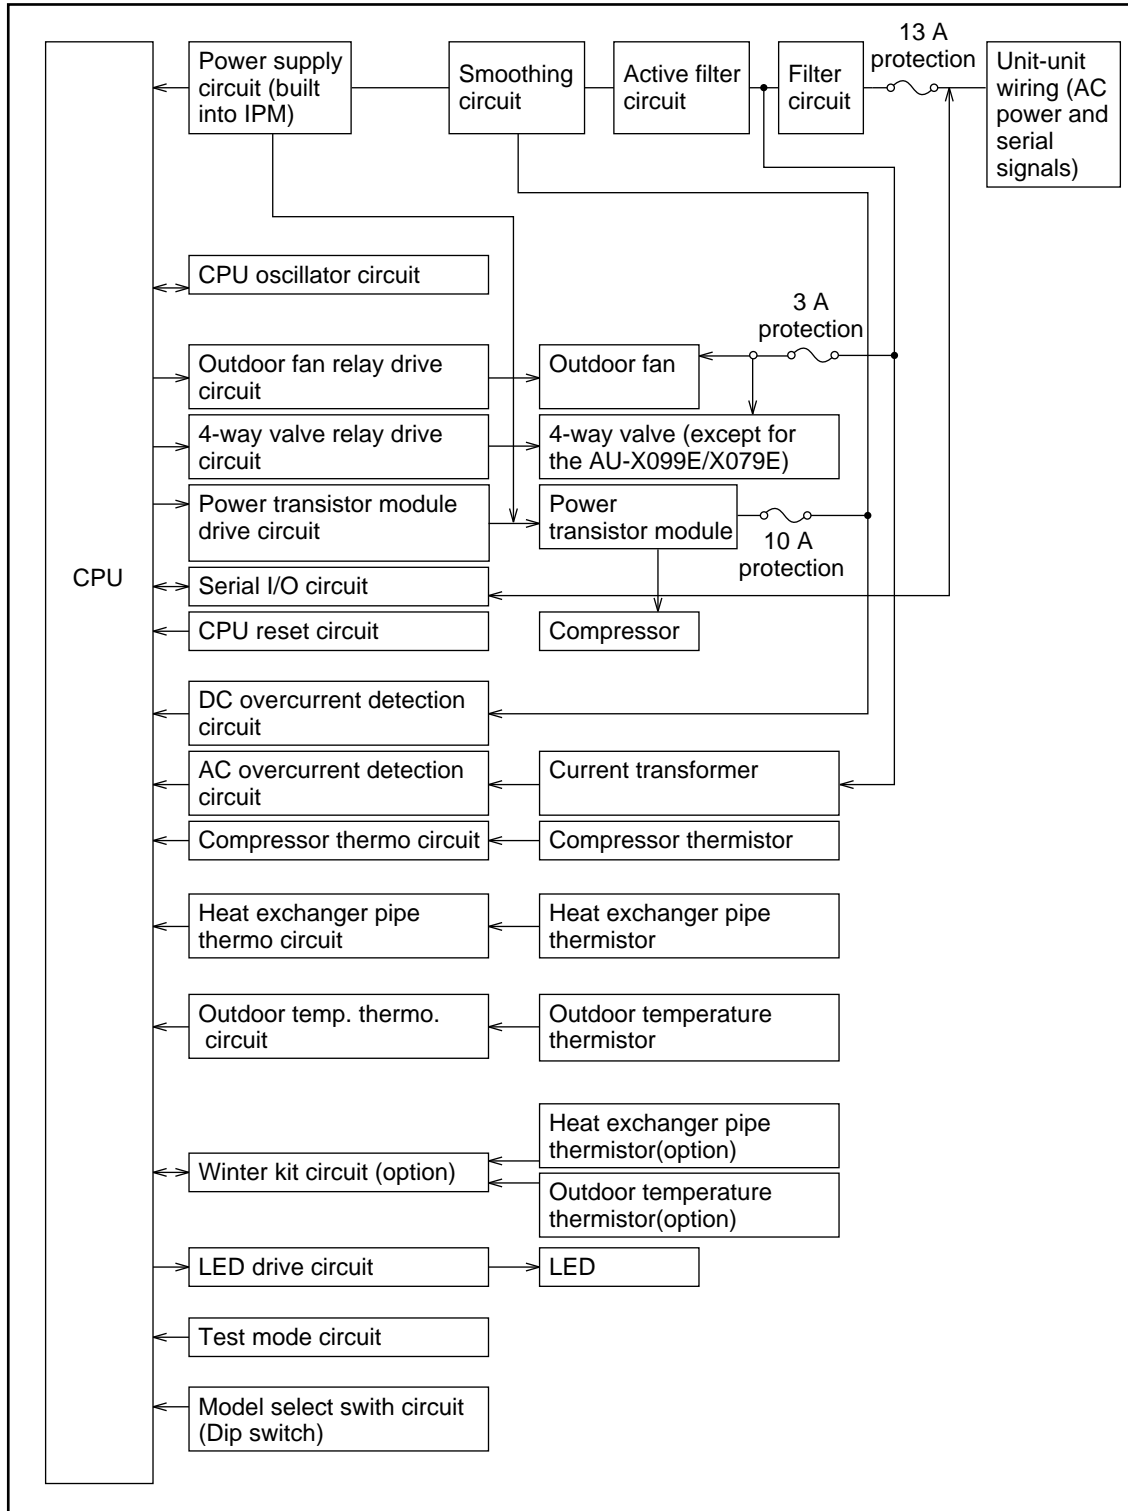 13 A
protection
Power supply
circuit (built
into IPM)
Smoothing
circuit
Active filter
circuit
Filter
circuit
Unit-unit
wiring (AC
power and
serial
signals)
CPU oscillator circuit
3 A
protection
Outdoor fan relay drive
circuit
Outdoor fan
4-way valve relay drive
circuit
4-way valve (except for
the AU-X099E/X079E)
Power transistor module
drive circuit
Power
transistor module
10 A
protection
CPU
Serial I/O circuit
CPU reset circuit
Compressor
DC overcurrent detection
circuit
AC overcurrent detection
circuit
Current transformer
Compressor thermo circuit
Compressor thermistor
Heat exchanger pipe
thermo circuit
Heat exchanger pipe
thermistor
Outdoor temp. thermo.
circuit
Outdoor temperature
thermistor
Heat exchanger pipe
thermistor(option)
Winter kit circuit (option)
Outdoor temperature
thermistor(option)
LED drive circuit
LED
Test mode circuit
Model select swith circuit
(Dip switch)